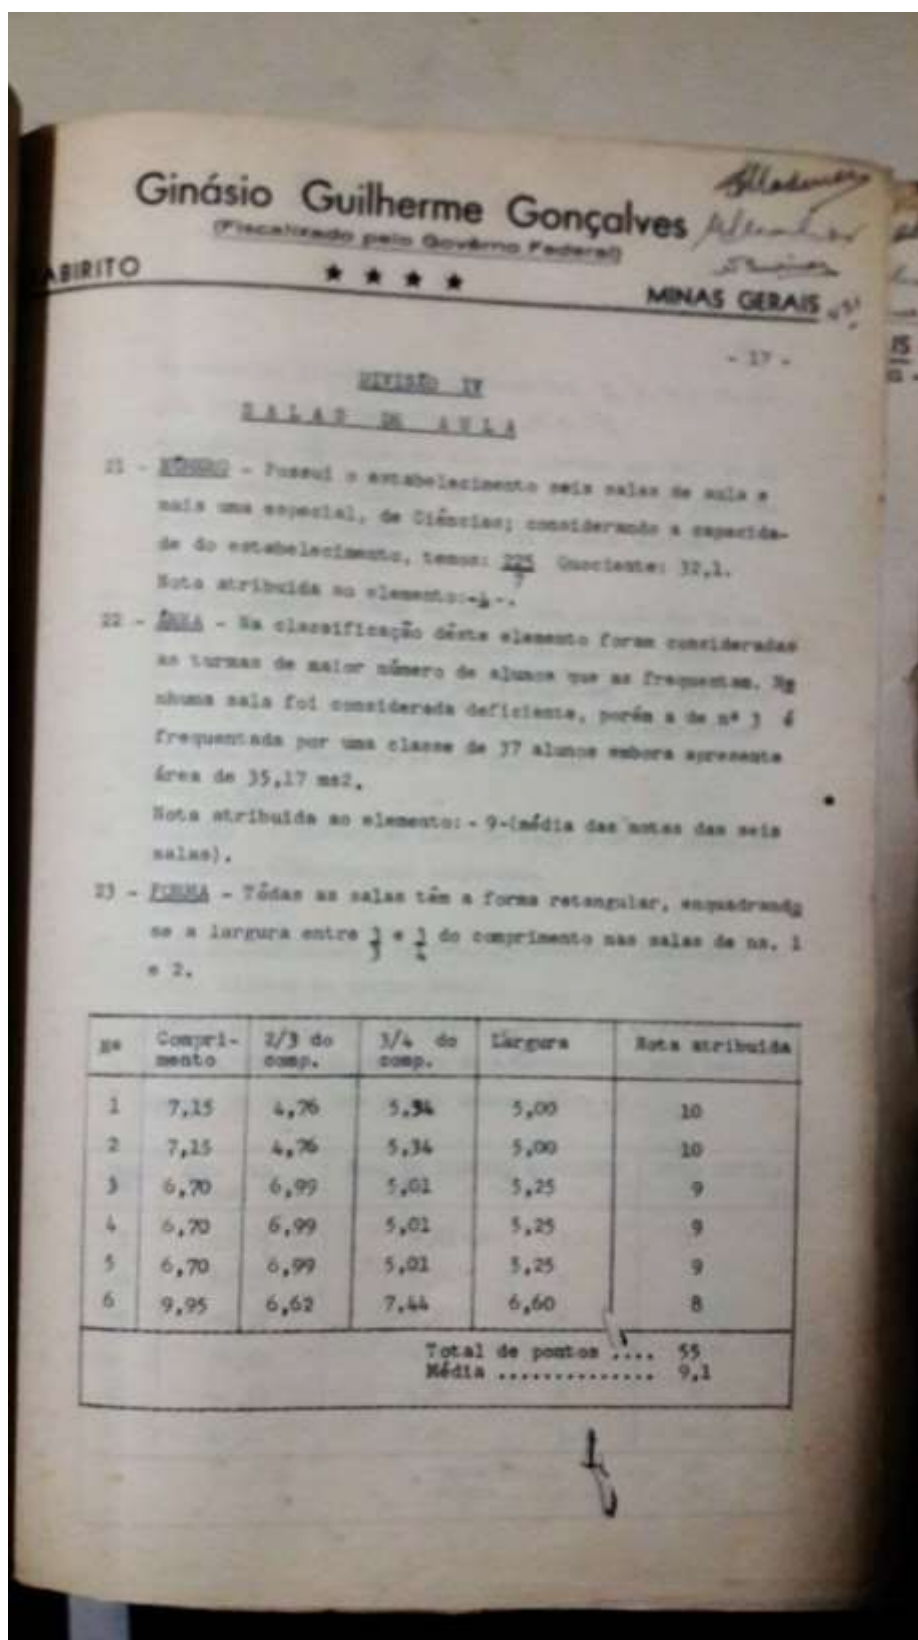 Ginásio Guilherme Gonçalves
(Fiscalizado pelo Govêrno Federal)
ABIRITO ★ ★ ★ ★ MINAS GERAIS
- 17 -
DIVISÃO IV
SALAS DE AULA
21 - NÚMERO - Possui o estabelecimento seis salas de aula e
mais uma especial, de Ciências; considerando a capacida-
de do estabelecimento, temos: 225/7 Quociente: 32,1.
Nota atribuida ao elemento:
22 - ÁREA - Na classificação dêste elemento foram consideradas
as turmas de maior número de alunos que as frequentam. Ne
nhuma sala foi considerada deficiente, porém a de nº 3 é
frequentada por uma classe de 37 alunos embora apresente
área de 35,17 ms2.
Nota atribuida ao elemento: - 9-(média das notas das seis
salas).
23 - FORMA - Tôdas as salas têm a forma retangular, enquadrando
se a largura entre e 3/4 do comprimento nas salas de ns. 1
e 2.
Nº Compri-mento 2/3 do comp. 3/4 do comp. Largura Nota atribuida
1 7,15 4,76 5,34 5,00 10
2 7,15 4,76 5,34 5,00 10
3 6,70 6,99 5,01 5,25 9
4 6,70 6,99 5,01 5,25 9
5 6,70 6,99 5,01 5,25 9
6 9,95 6,62 7,44 6,60 8
Total de pontos .... 55
Média .............. 9,1